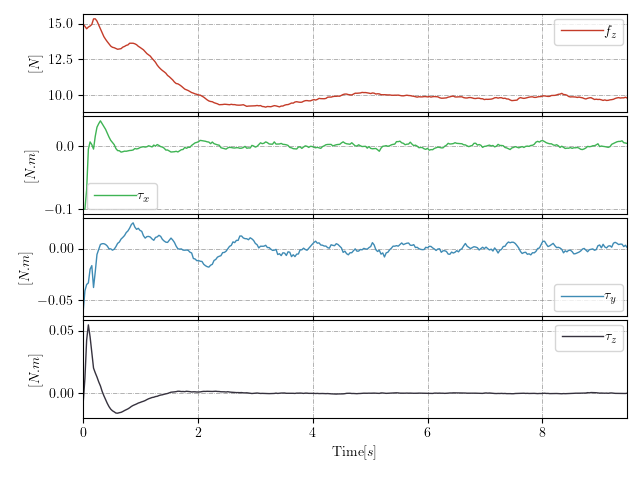 15.0
12.5
10.0
[N]
f_z
0.0
−0.1
[N.m]
τ_x
0.00
−0.05
[N.m]
τ_y
0.05
0.00
[N.m]
τ_z
0 2 4 6 8
Time[s]